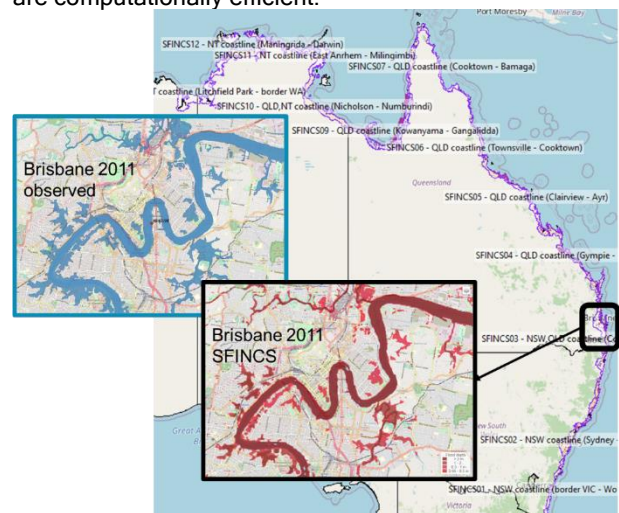 are computationally efficient.
Port Moresby
Milne Bay
SFINCS12 - NT coastline (Maningrida - Darwin)
SFINCS11 - NT coastline (East Arnhem - Milingimbi)
SFINCS07 - QLD coastline (Cooktown - Bamaga)
NT coastline (Litchfield Park - border WA)
SFINCS10 - QLD,NT coastline (Nicholson - Numburindi)
SFINCS09 - QLD coastline (Kowanyama - Gangalidda)
SFINCS06 - QLD coastline (Townsville - Cooktown)
Brisbane 2011
observed
Queensland
SFINCS05 - QLD coastline (Clairview - Ayr)
SFINCS04 - QLD coastline (Gympie -
Brisbane 2011
SFINCS
SFINCS03 - NSW,QLD coastline (Co
New South
SFINCS02 - NSW coastline (Sydney -
SFINCS01 - NSW coastline (border VIC - Wo
Victoria